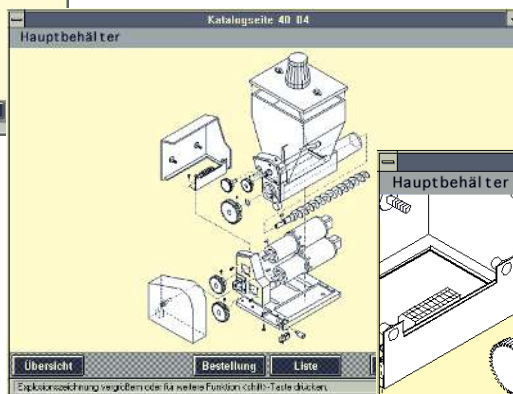 Katalogseite 40 04
Hauptbehälter
Hauptbehälter
Übersicht
Bestellung
Liste
Explosionszeichnung vergrößern oder für weitere Funktion <shift>-Taste drücken,